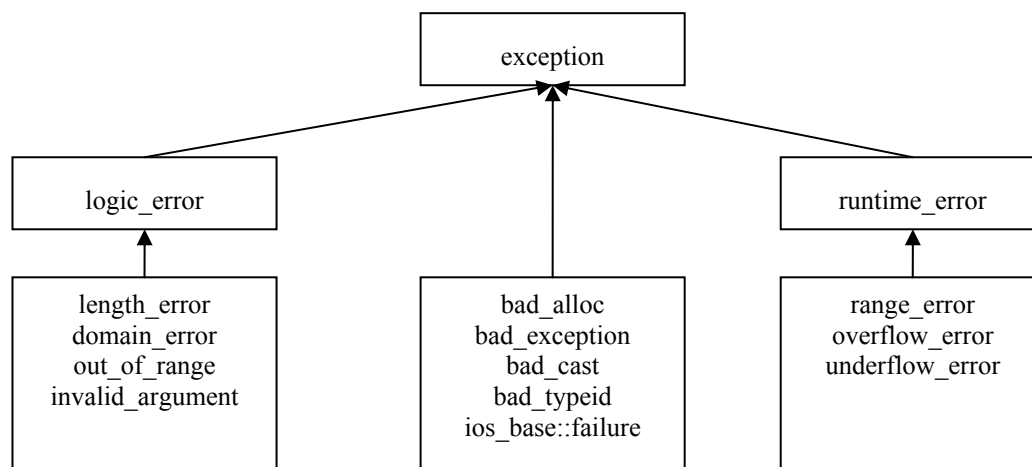 exception
logic_error
runtime_error
length_error
domain_error
out_of_range
invalid_argument
bad_alloc
bad_exception
bad_cast
bad_typeid
ios_base::failure
range_error
overflow_error
underflow_error